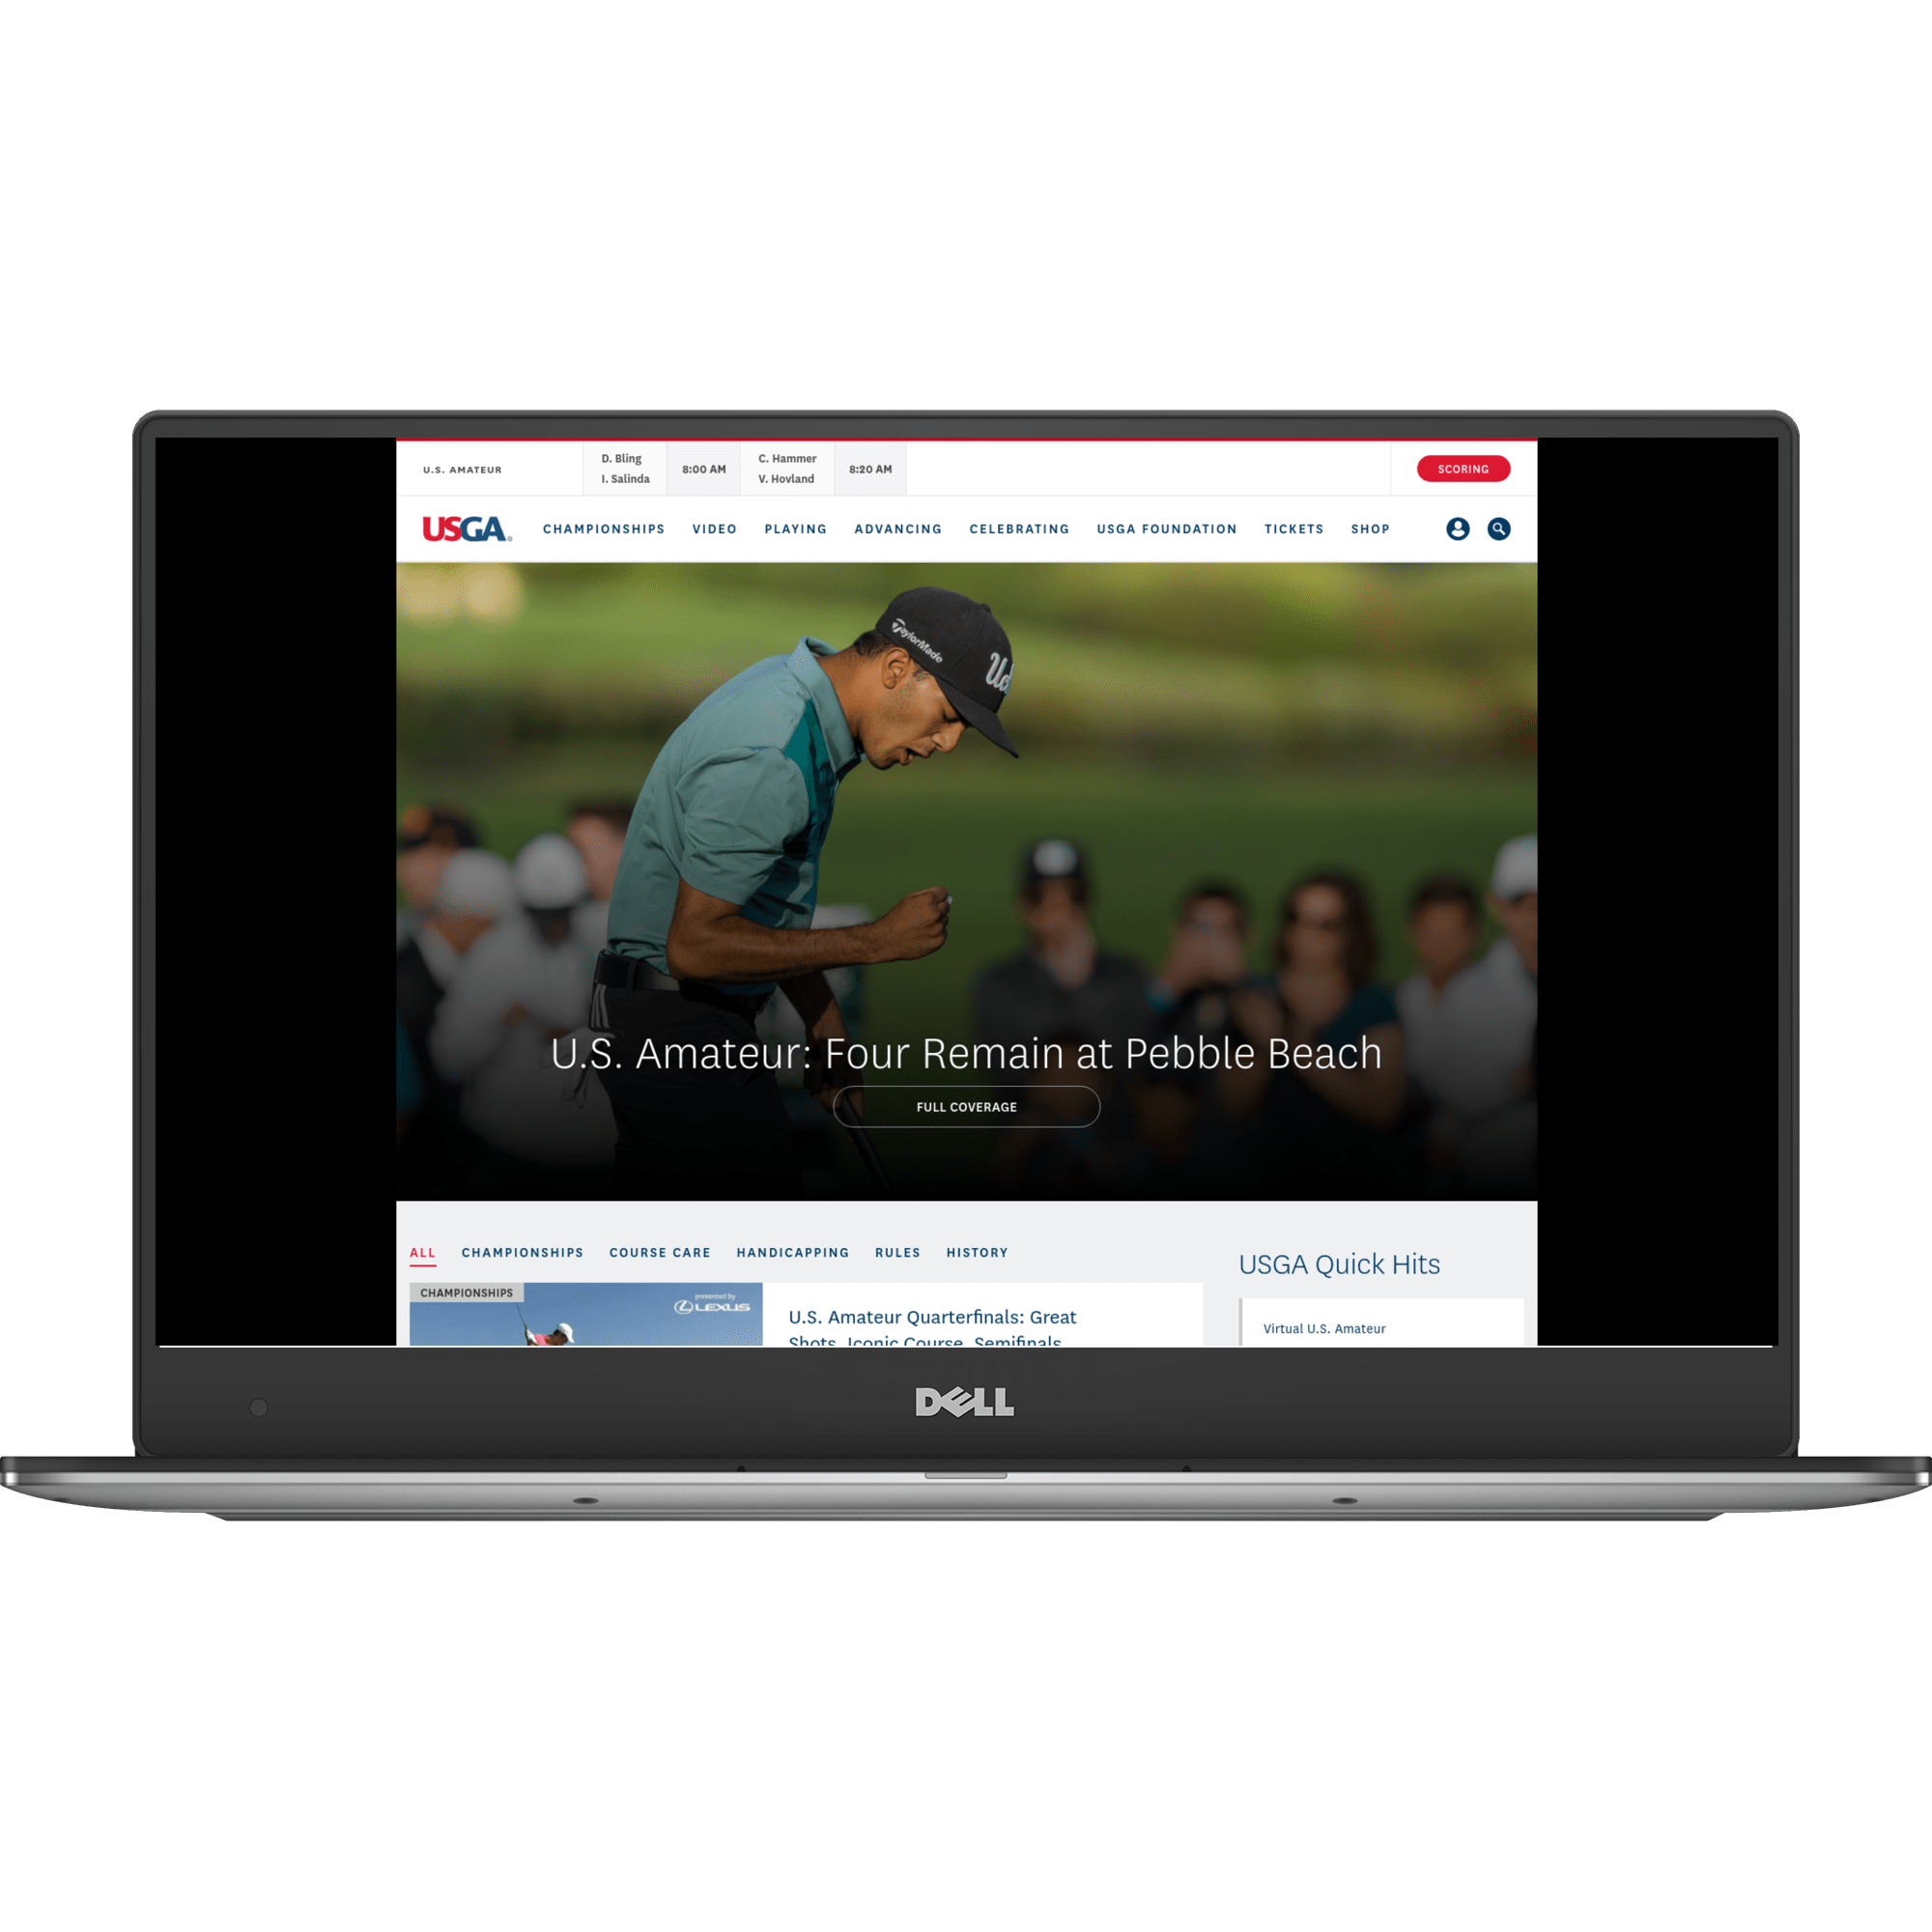 U.S. AMATEUR
D. Bling
I. Salinda
8:00 AM
C. Hammer
V. Hovland
8:20 AM
SCORING
USGA®
CHAMPIONSHIPS VIDEO PLAYING ADVANCING CELEBRATING USGA FOUNDATION TICKETS SHOP
TaylorMade
U.S. Amateur: Four Remain at Pebble Beach
FULL COVERAGE
ALL CHAMPIONSHIPS COURSE CARE HANDICAPPING RULES HISTORY
USGA Quick Hits
CHAMPIONSHIPS
presented by
LEXUS
U.S. Amateur Quarterfinals: Great
Shots, Iconic Course, Semifinals
Virtual U.S. Amateur
DELL